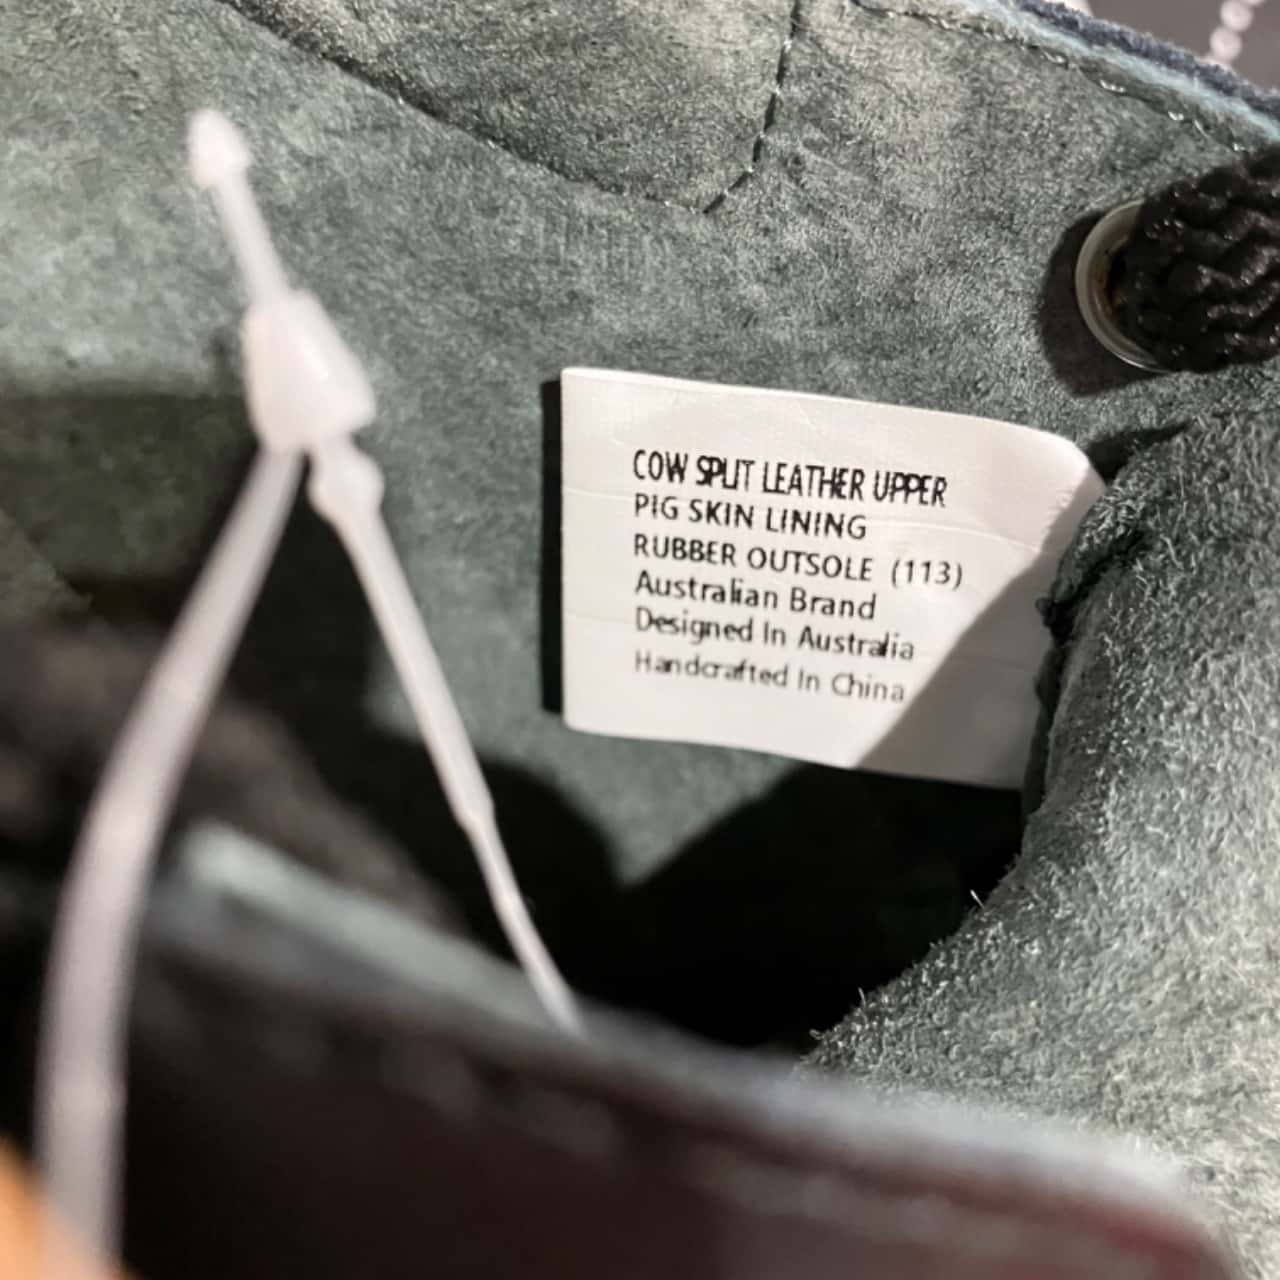 COW SPLIT LEATHER UPPER
PIG SKIN LINING
RUBBER OUTSOLE (113)
Australian Brand
Designed In Australia
Handcrafted In China